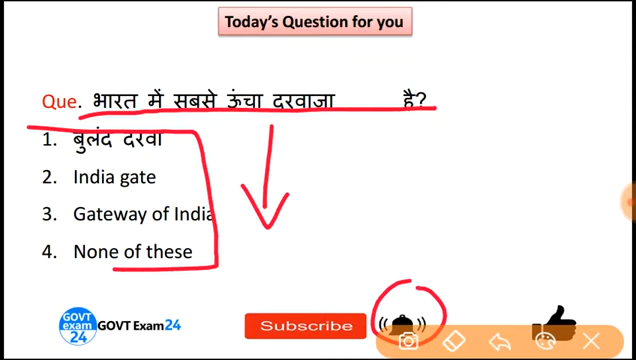 Today's Question for you
Que. भारत में सबसे ऊंचा दरवाजा है?
1. बुलंद दरवा
2. India gate
3. Gateway of India
4. None of these
GOVT exam 24 GOVT Exam24 Subscribe